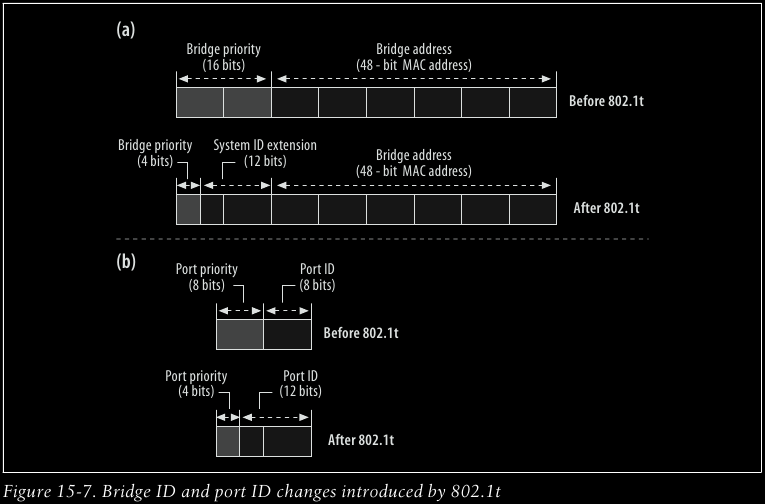 (a)
Bridge priority
(16 bits)
Bridge address
(48 - bit MAC address)
Before 802.1t
Bridge priority
(4 bits)
System ID extension
(12 bits)
Bridge address
(48 - bit MAC address)
After 802.1t
(b)
Port priority
(8 bits)
Port ID
(8 bits)
Before 802.1t
Port priority
(4 bits)
Port ID
(12 bits)
After 802.1t
Figure 15-7. Bridge ID and port ID changes introduced by 802.1t